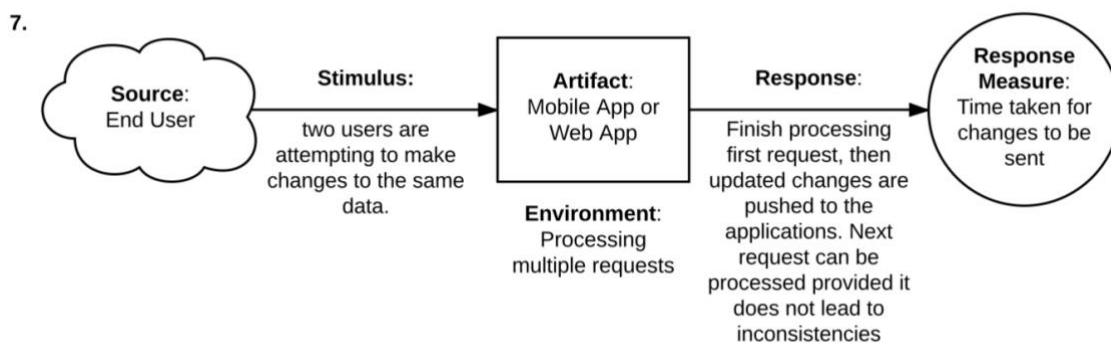 7.
Source:
End User
Stimulus:
two users are
attempting to make
changes to the same
data.
Artifact:
Mobile App or
Web App
Environment:
Processing
multiple requests
Response:
Finish processing
first request, then
updated changes are
pushed to the
applications. Next
request can be
processed provided it
does not lead to
inconsistencies
Response
Measure:
Time taken for
changes to be
sent